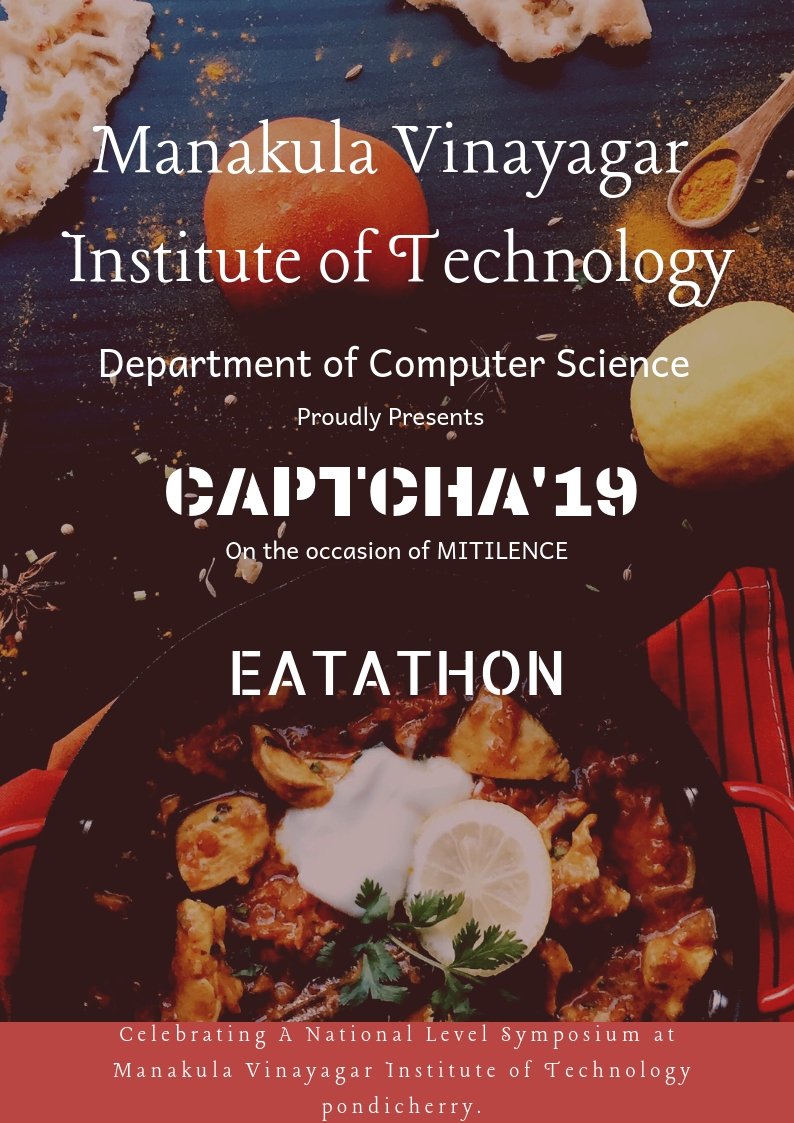 Manakula Vinayagar
Institute of Technology
Department of Computer Science
Proudly Presents
CAPTCHA'19
On the occasion of MITILENCE
EATATHON
Celebrating A National Level Symposium at
Manakula Vinayagar Institute of Technology
pondicherry.